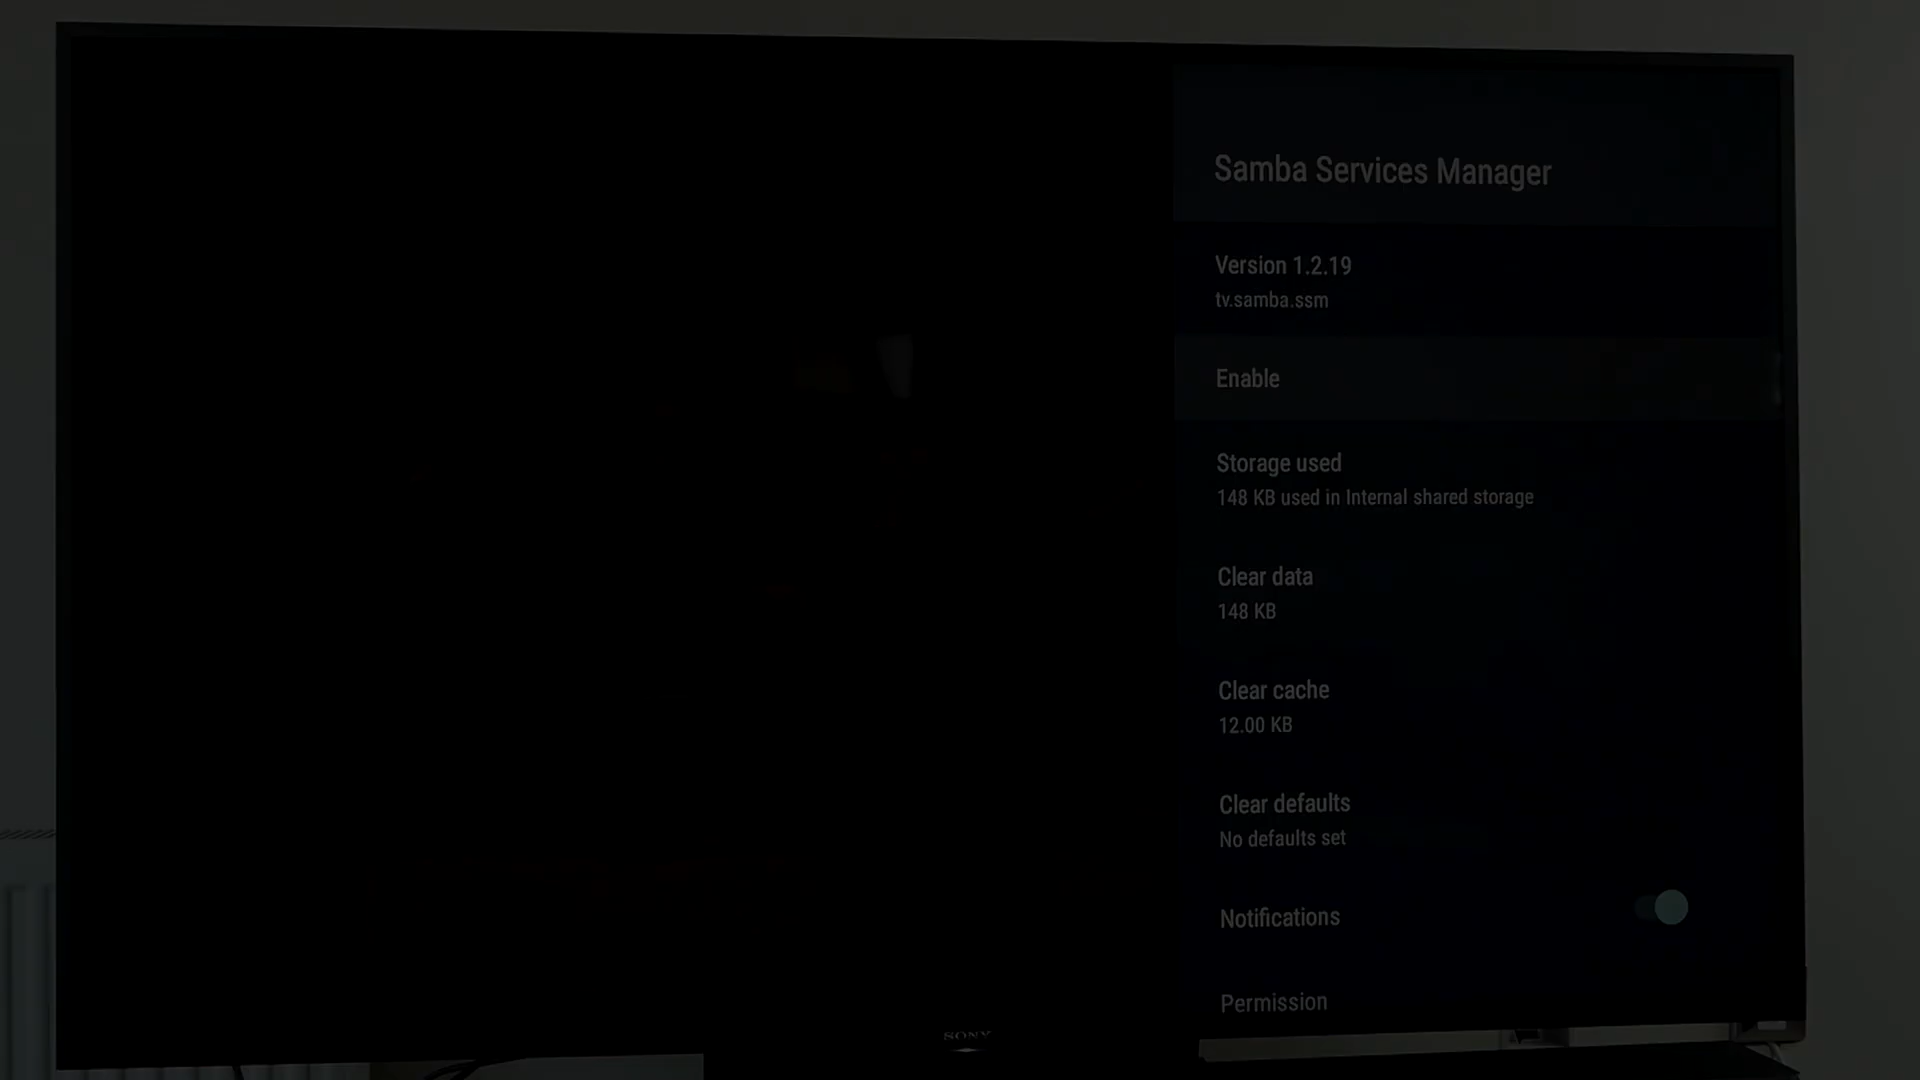 Samba Services Manager
Version 1.2.19
tv.samba.ssm
Enable
Storage used
148 KB used in Internal shared storage
Clear data
148 KB
Clear cache
12.00 KB
Clear defaults
No defaults set
Notifications
Permission
SONY